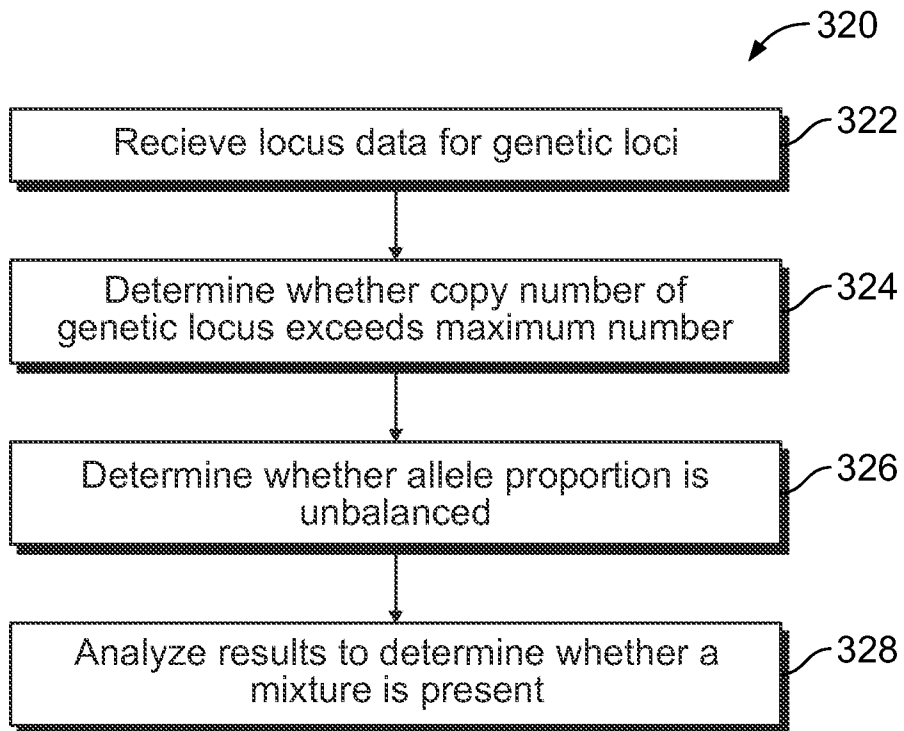 320
Recieve locus data for genetic loci
322
Determine whether copy number of
genetic locus exceeds maximum number
324
Determine whether allele proportion is
unbalanced
326
Analyze results to determine whether a
mixture is present
328